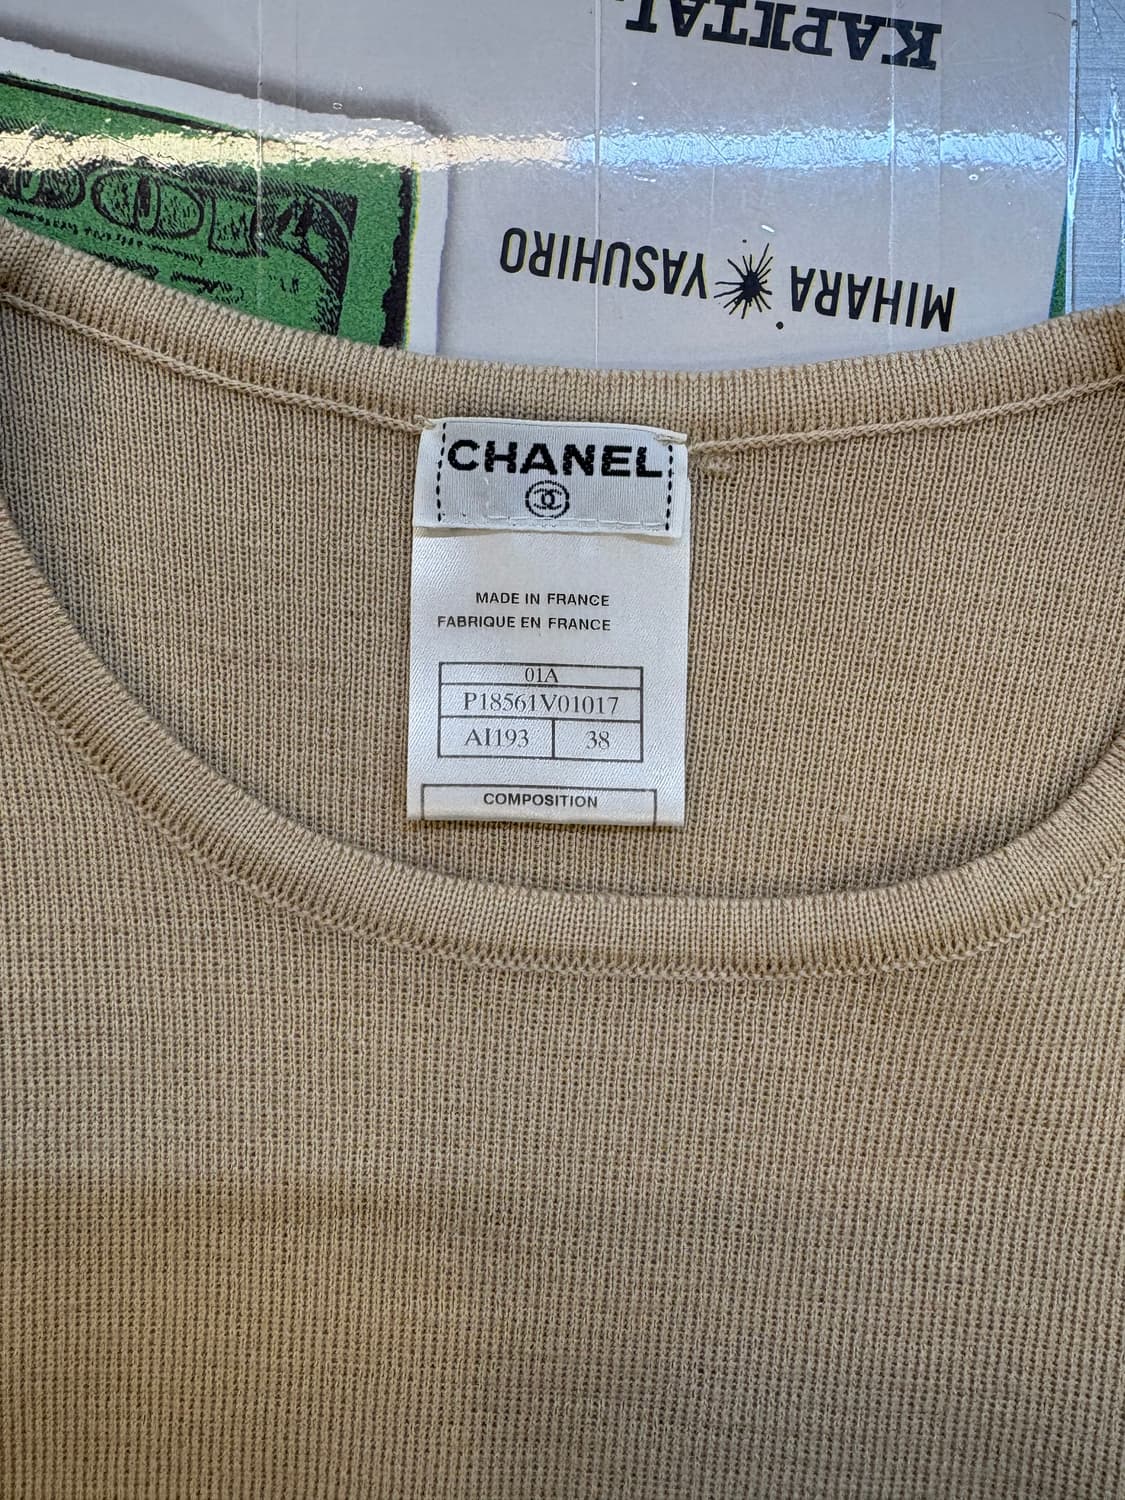 KAPITAL
MIHARA YASUHIRO
CHANEL
MADE IN FRANCE
FABRIQUE EN FRANCE
01A
P18561V01017
AI193 38
COMPOSITION